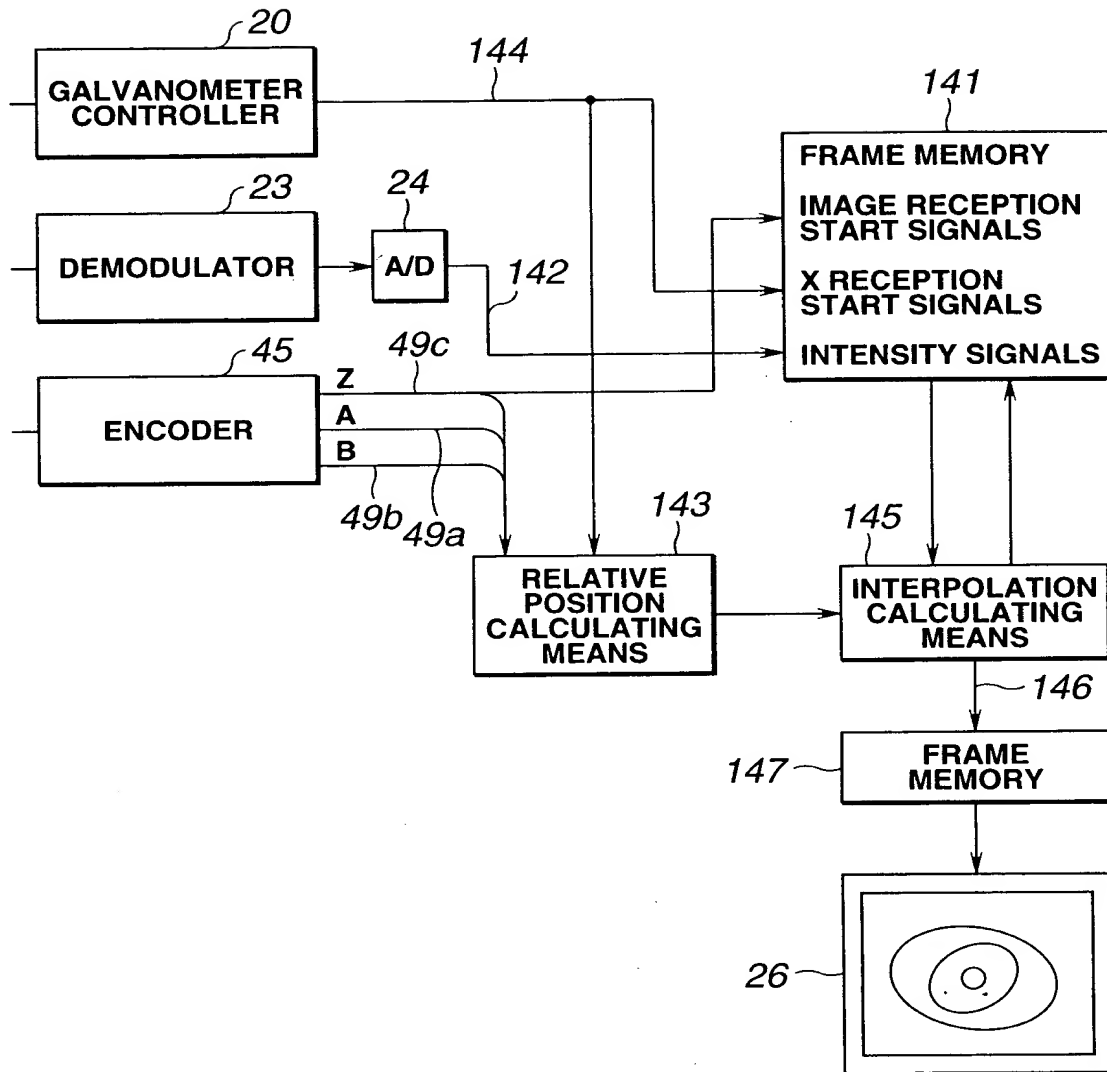 20
144
GALVANOMETER
CONTROLLER
141
FRAME MEMORY
IMAGE RECEPTION
START SIGNALS
X RECEPTION
START SIGNALS
INTENSITY SIGNALS
23
DEMODULATOR
24
A/D
142
45
ENCODER
Z
A
B
49c
49b
49a
143
RELATIVE
POSITION
CALCULATING
MEANS
145
INTERPOLATION
CALCULATING
MEANS
146
147
FRAME
MEMORY
26